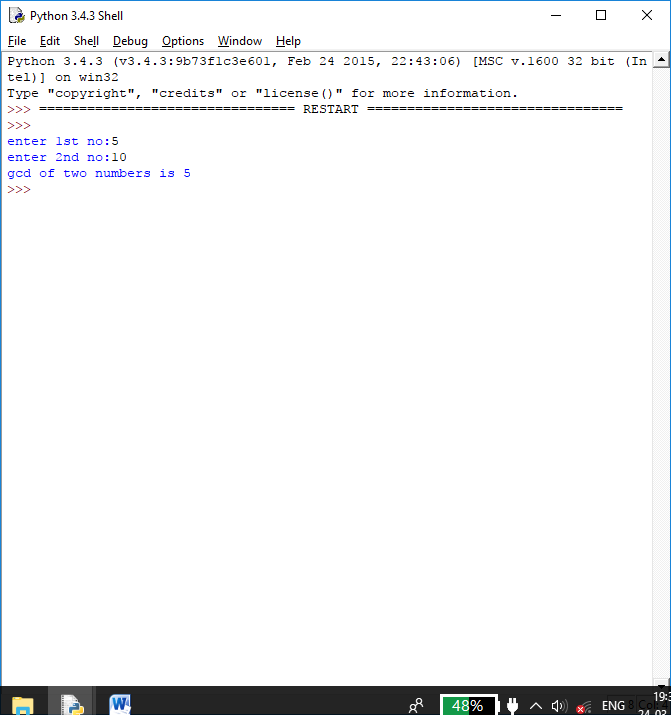 Python 3.4.3 Shell
File Edit Shell Debug Options Window Help
Python 3.4.3 (v3.4.3:9b73f1c3e601, Feb 24 2015, 22:43:06) [MSC v.1600 32 bit (In
tel)] on win32
Type "copyright", "credits" or "license()" for more information.
>>> ================================ RESTART ================================
>>>
enter 1st no:5
enter 2nd no:10
gcd of two numbers is 5
>>>
48% ENG